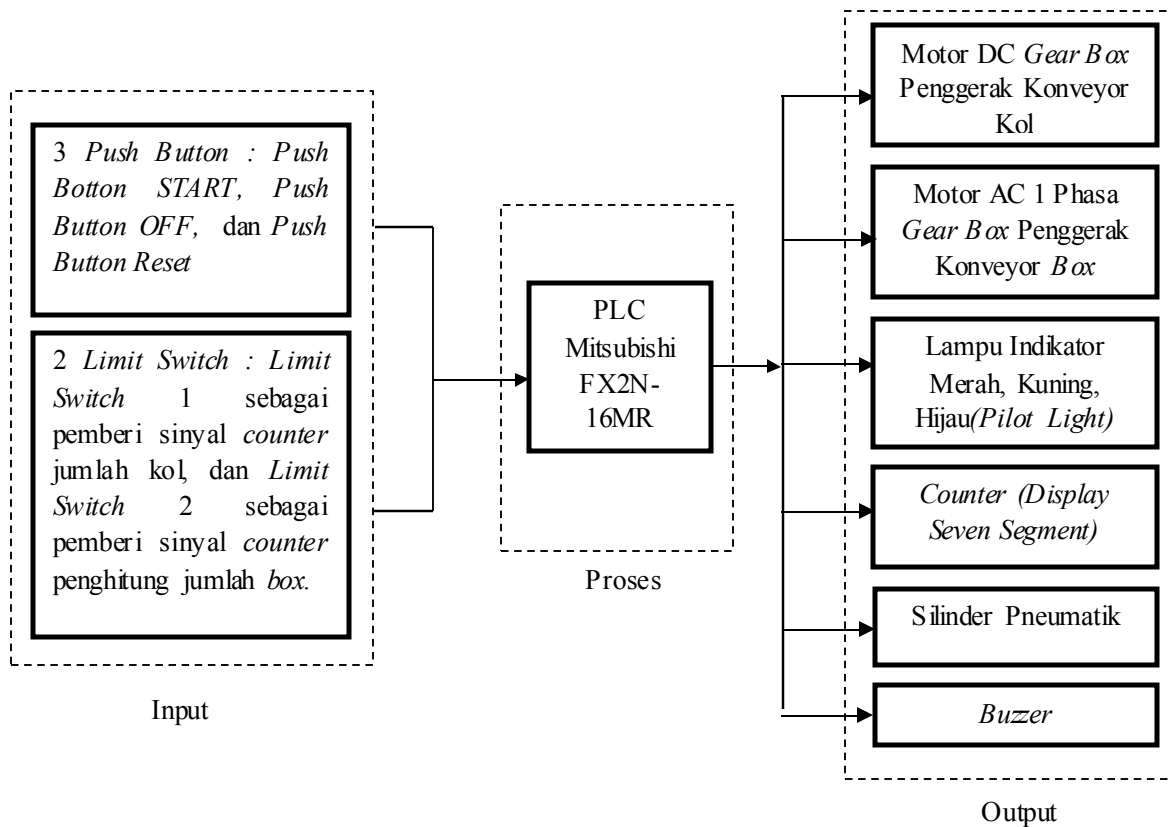 3 Push Button : Push
Botton START, Push
Button OFF, dan Push
Button Reset
2 Limit Switch : Limit
Switch 1 sebagai
pemberi sinyal counter
jumlah kol, dan Limit
Switch 2 sebagai
pemberi sinyal counter
penghitung jumlah box.
Input
PLC
Mitsubishi
FX2N-
16MR
Proses
Motor DC Gear Box
Penggerak Konveyor
Kol
Motor AC 1 Phasa
Gear Box Penggerak
Konveyor Box
Lampu Indikator
Merah, Kuning,
Hijau(Pilot Light)
Counter (Display
Seven Segment)
Silinder Pneumatik
Buzzer
Output